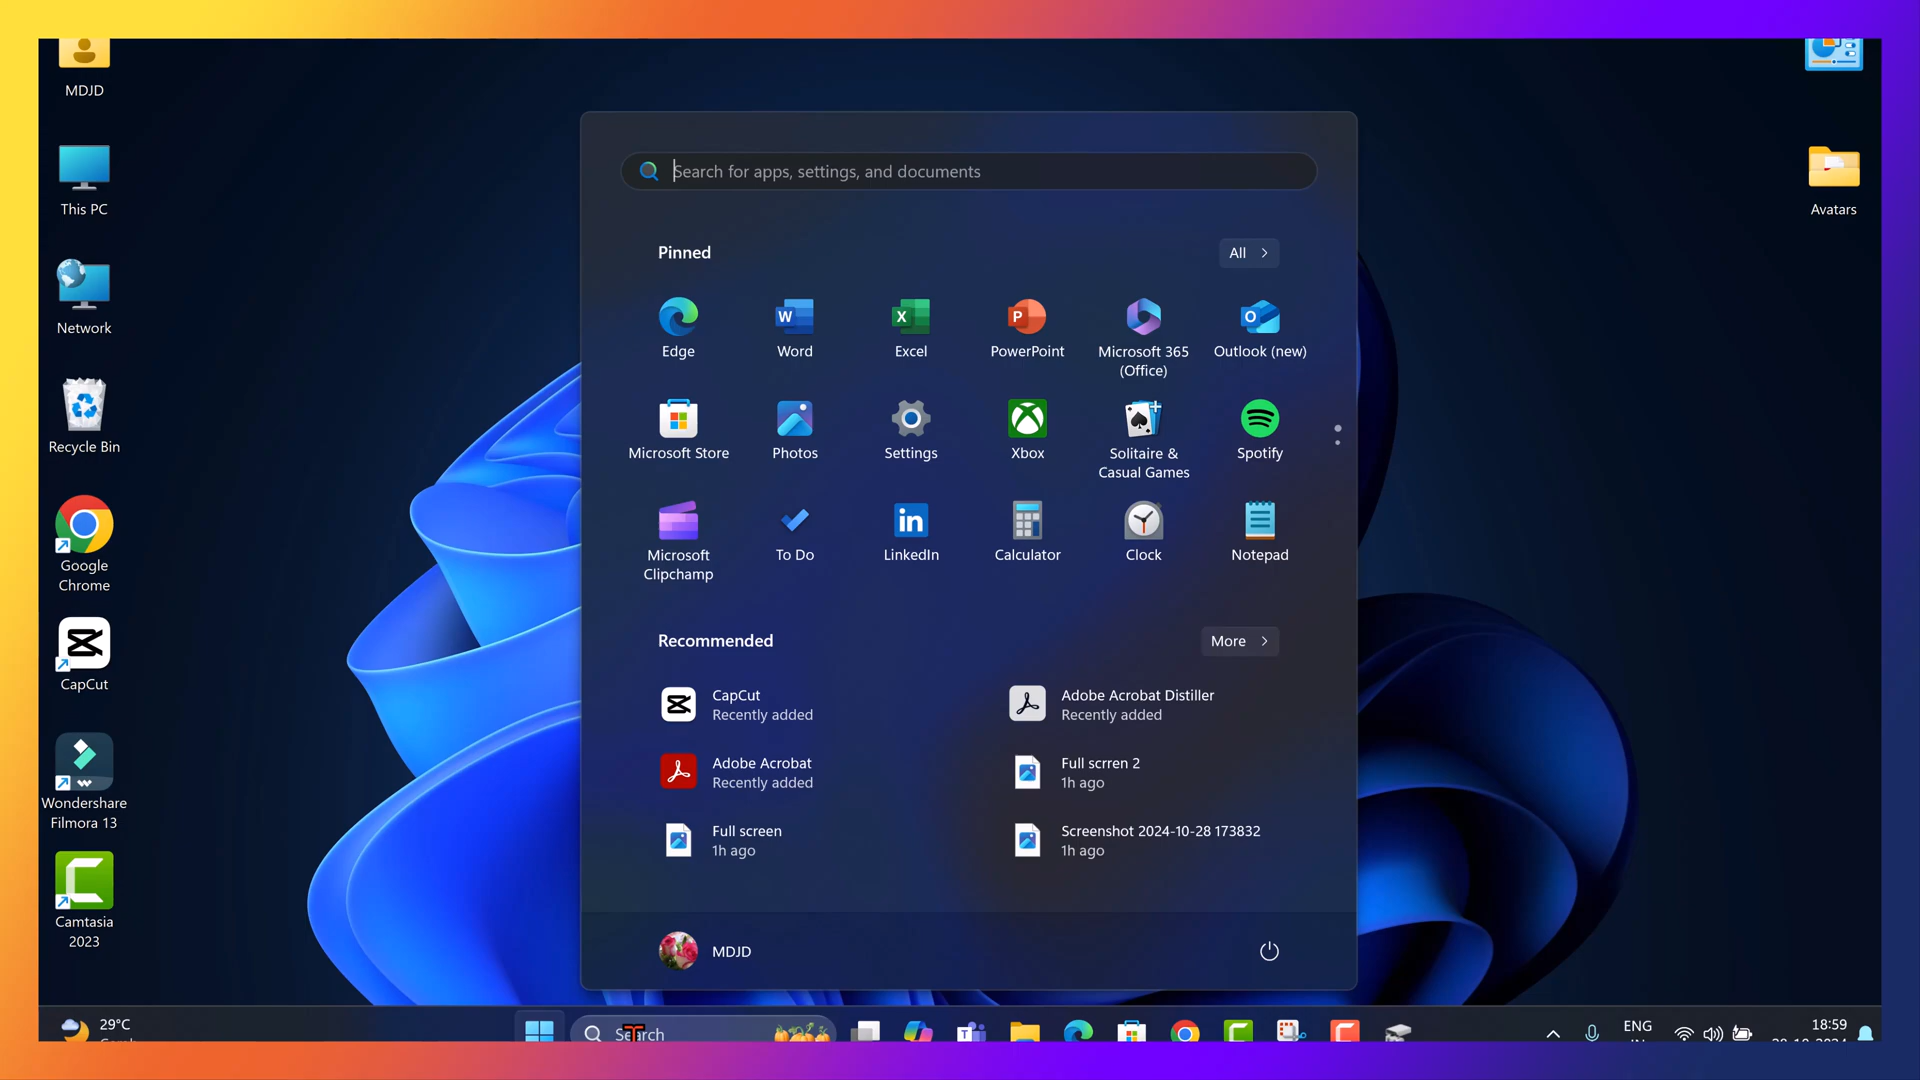 MDJD
This PC
Network
Recycle Bin
Google
Chrome
CapCut
Wondershare
Filmora 13
Camtasia
2023
Avatars
Search for apps, settings, and documents
Pinned
All
Edge
Word
Excel
PowerPoint
Microsoft 365
(Office)
Outlook (new)
Microsoft Store
Photos
Settings
Xbox
Solitaire &
Casual Games
Spotify
Microsoft
Clipchamp
To Do
LinkedIn
Calculator
Clock
Notepad
Recommended
More
CapCut
Recently added
Adobe Acrobat Distiller
Recently added
Adobe Acrobat
Recently added
Full scrren 2
1h ago
Full screen
1h ago
Screenshot 2024-10-28 173832
1h ago
MDJD
29°C
Search
ENG
18:59